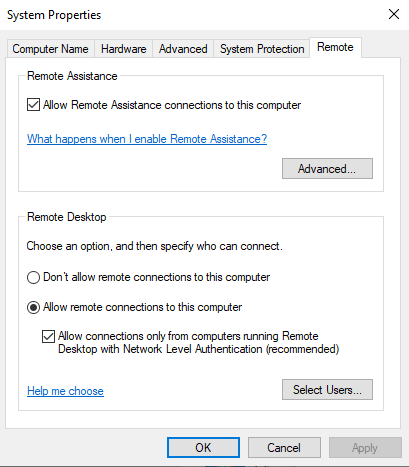 System Properties
Computer Name Hardware Advanced System Protection Remote
Remote Assistance
Allow Remote Assistance connections to this computer
What happens when I enable Remote Assistance?
Advanced...
Remote Desktop
Choose an option, and then specify who can connect.
Don't allow remote connections to this computer
Allow remote connections to this computer
Allow connections only from computers running Remote
Desktop with Network Level Authentication (recommended)
Help me choose
Select Users...
OK Cancel Apply